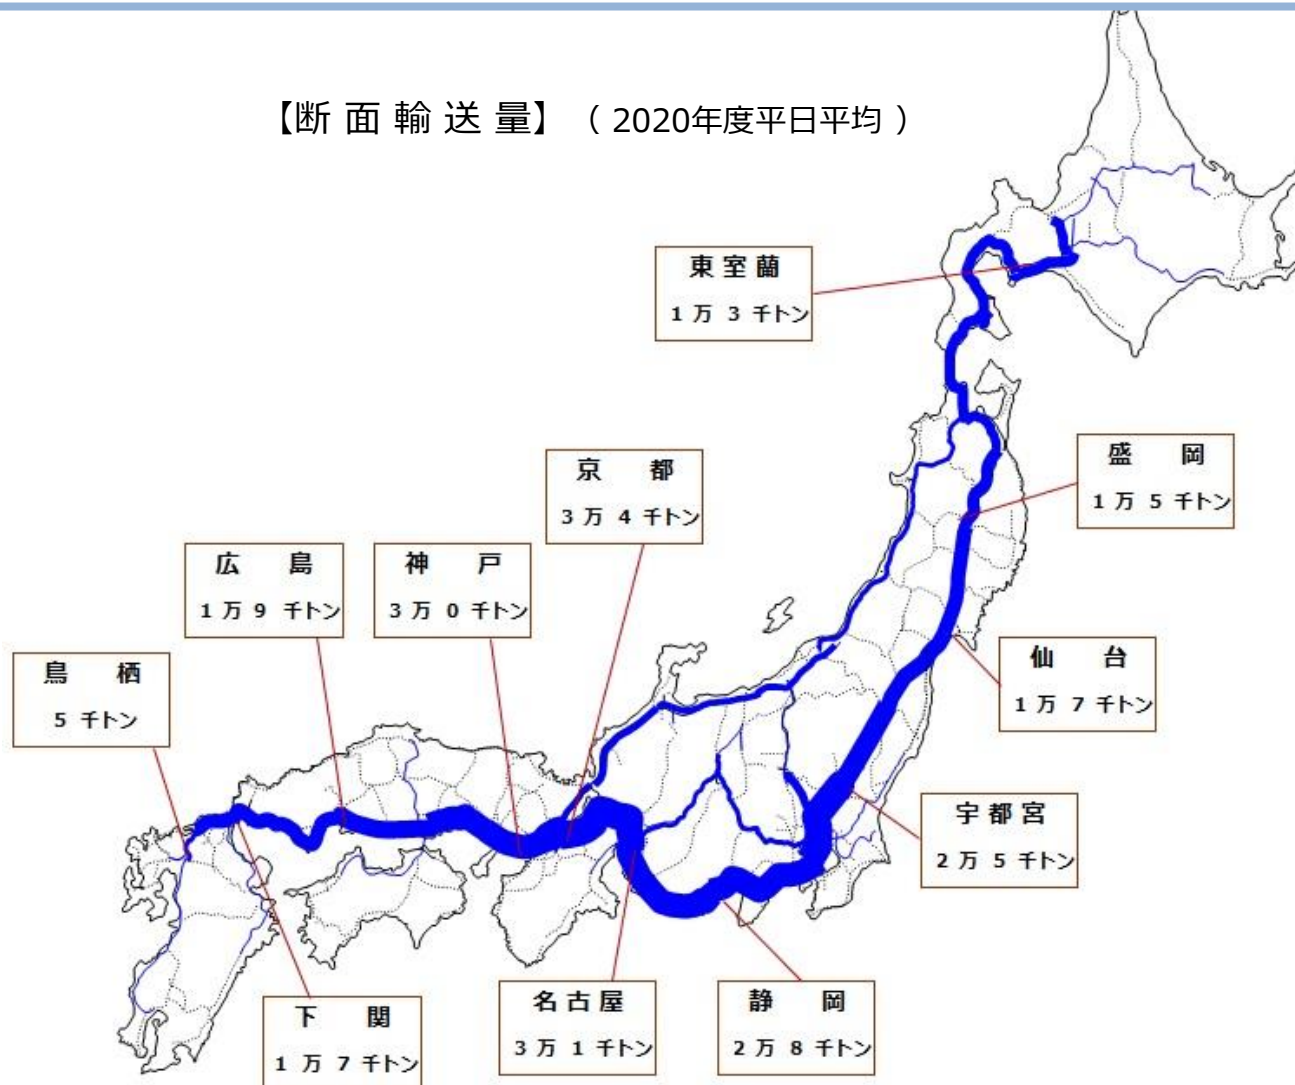 【断面輸送量】（2020年度平日平均）
東室蘭
1万3千トン
盛岡
1万5千トン
京都
3万4千トン
広島
1万9千トン
神戸
3万0千トン
仙台
1万7千トン
鳥栖
5千トン
宇都宮
2万5千トン
名古屋
3万1千トン
静岡
2万8千トン
下関
1万7千トン